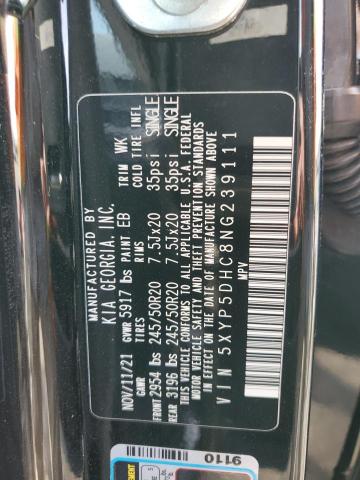 MANUFACTURED BY
KIA GEORGIA, INC.
NOV/11/21 GVWR 5917 lbs PAINT EB TRIM WK
GAWR TIRES RIMS COLD TIRE INFL
FRONT 2954 lbs 245/50R20 7.5Jx20 35psi SINGLE
REAR 3196 lbs 245/50R20 7.5Jx20 35psi SINGLE
THIS VEHICLE CONFORMS TO ALL APPLICABLE U.S.A. FEDERAL
MOTOR VEHICLE SAFETY AND THEFT PREVENTION STANDARDS
IN EFFECT ON THE DATE OF MANUFACTURE SHOWN ABOVE
VIN 5XYP5DHC8NG239111
MPV
9110